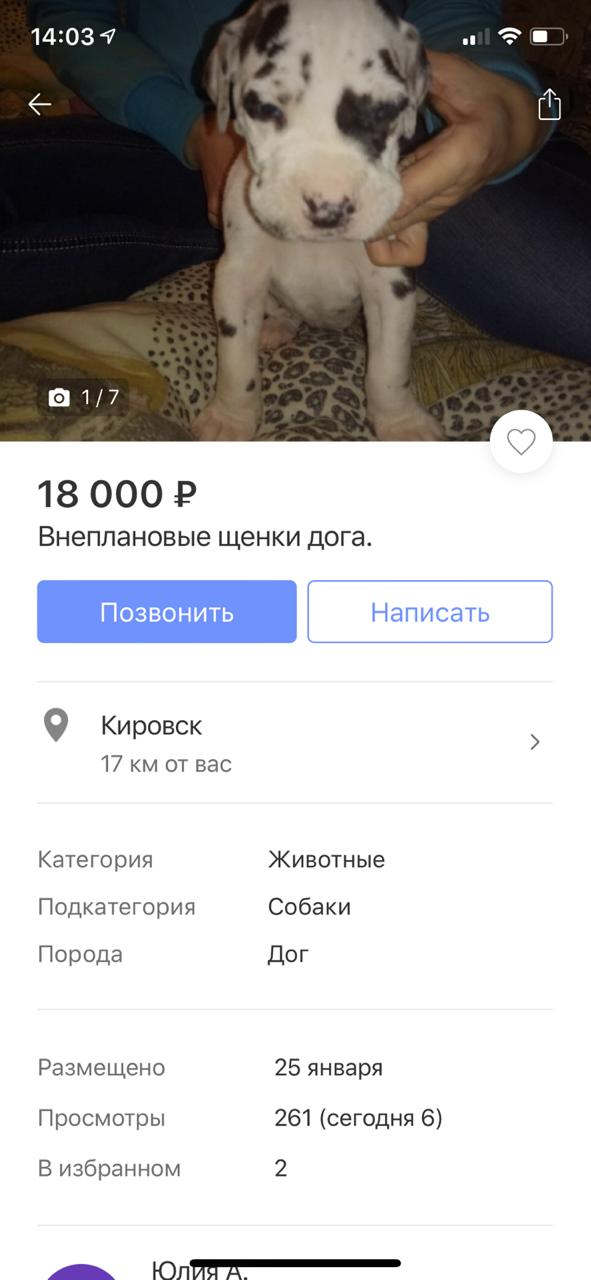 14:03
1 / 7
18 000 ₽
Внеплановые щенки дога.
Позвонить
Написать
Кировск
17 км от вас
Категория Животные
Подкатегория Собаки
Порода Дог
Размещено 25 января
Просмотры 261 (сегодня 6)
В избранном 2
Юлия А.